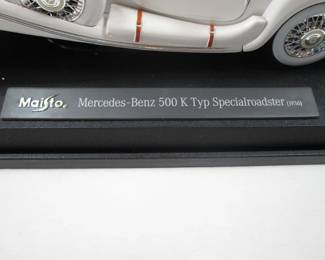 Maisto. Mercedes-Benz 500 K Typ Specialroadster (1936)